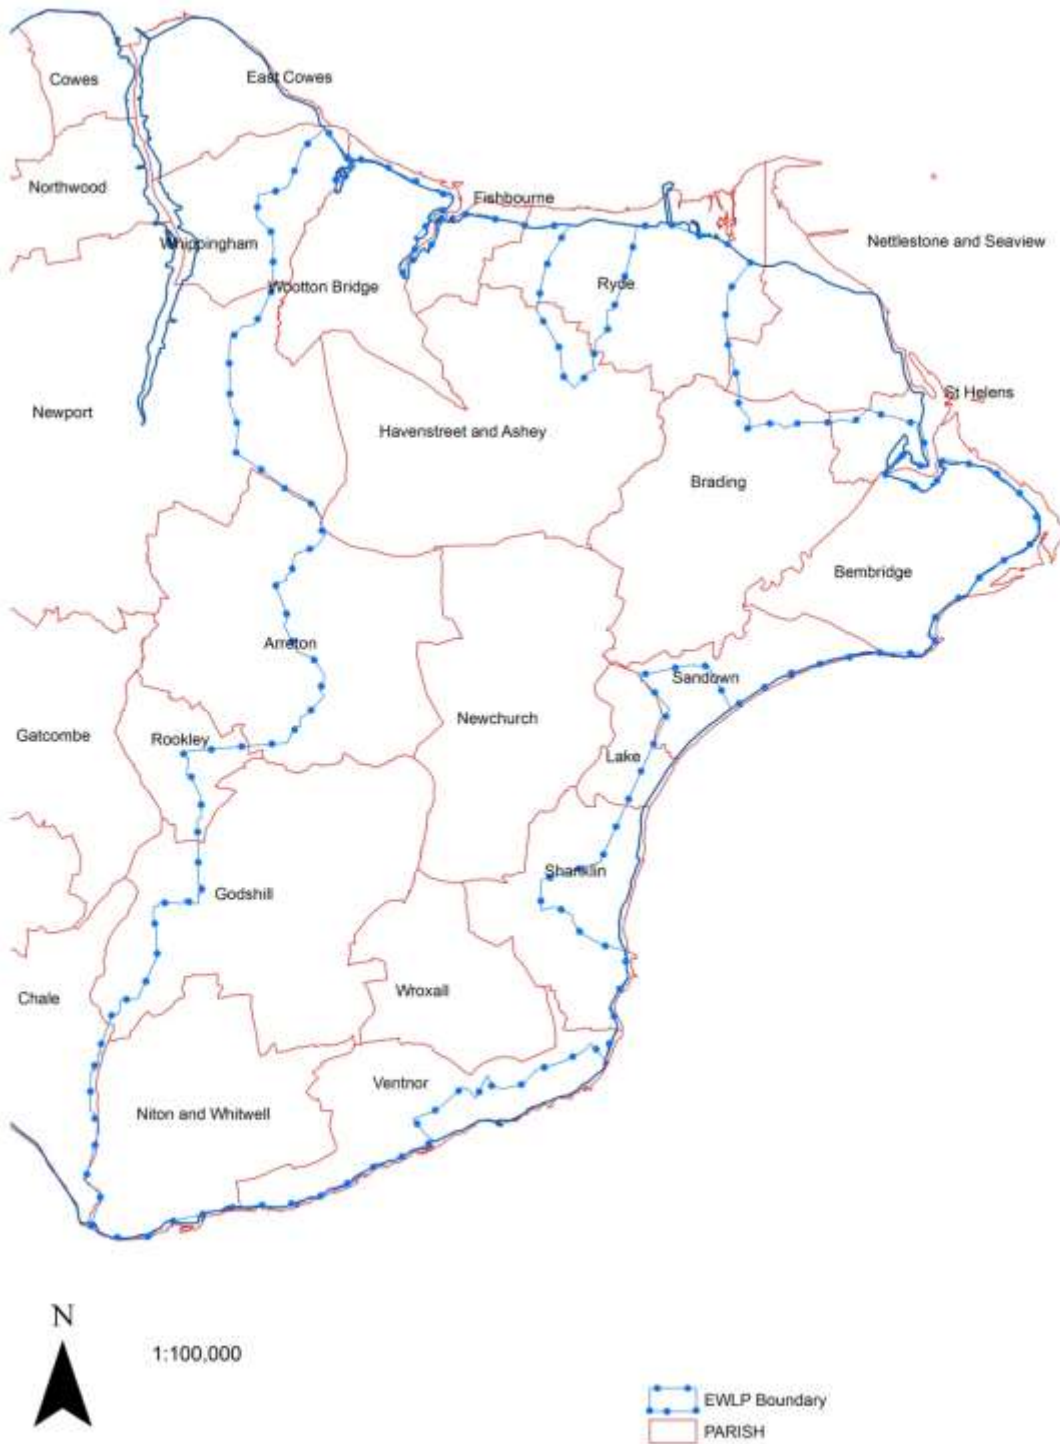 Cowes
East Cowes
Northwood
Fishbourne
Whippingham
Nettlestone and Seaview
Wootton Bridge
Ryde
St Helens
Newport
Havenstreet and Ashey
Brading
Bembridge
Arreton
Sandown
Newchurch
Gatcombe
Rookley
Lake
Shanklin
Godshill
Wroxall
Chale
Ventnor
Niton and Whitwell
N
1:100,000
EWLP Boundary
PARISH